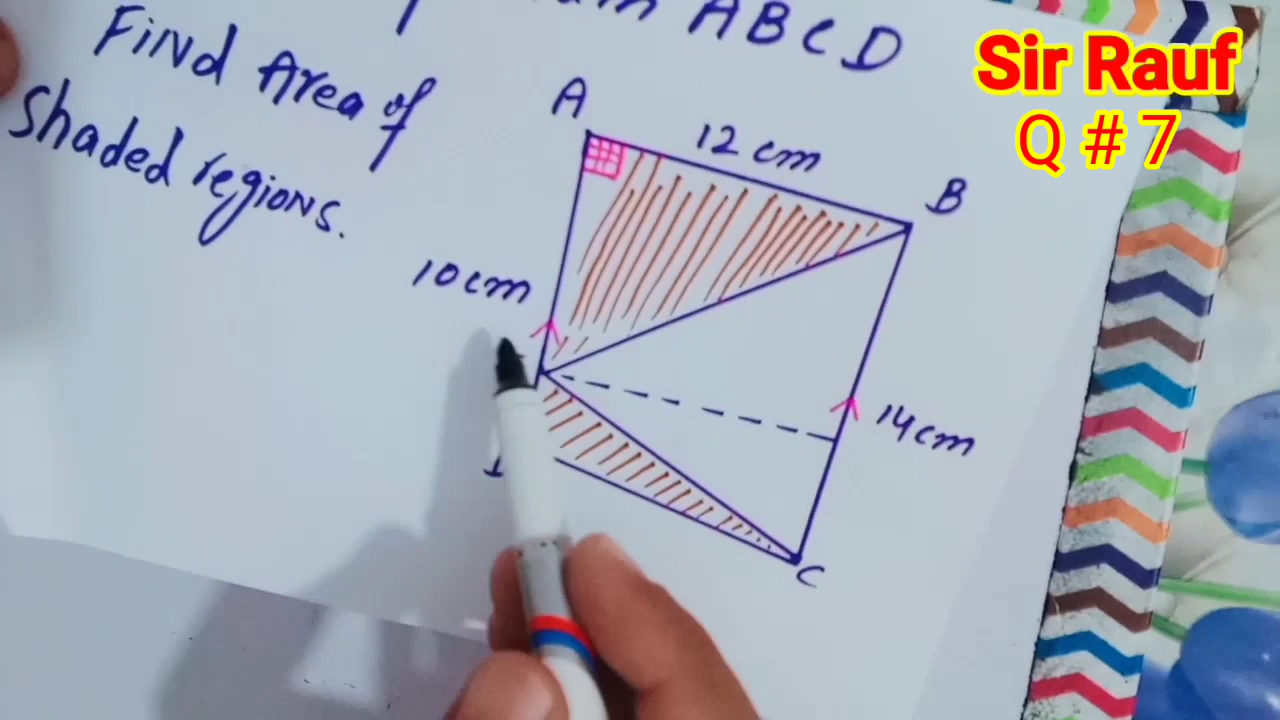 ABCD
Find Area of
Shaded regions.
Sir Rauf
Q # 7
A
12 cm
B
10cm
14cm
C